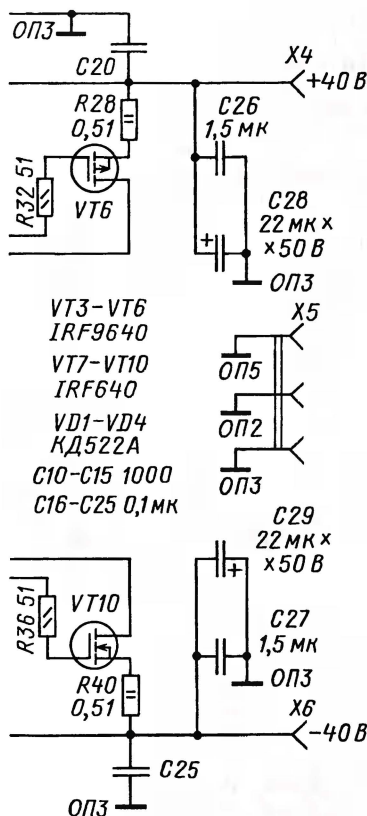 ОП3
C20
X4
+40 В
R28
0,51
C26
1,5 мк
R32 51
VT6
C28
22 мк ×
×50 В
ОП3
VT3-VT6
IRF9640
VT7-VT10
IRF640
VD1-VD4
КД522А
C10-C15 1000
C16-C25 0,1 мк
X5
ОП5
ОП2
ОП3
C29
22 мк ×
×50 В
R36 51
VT10
C27
1,5 мк
ОП3
R40
0,51
X6
-40 В
C25
ОП3